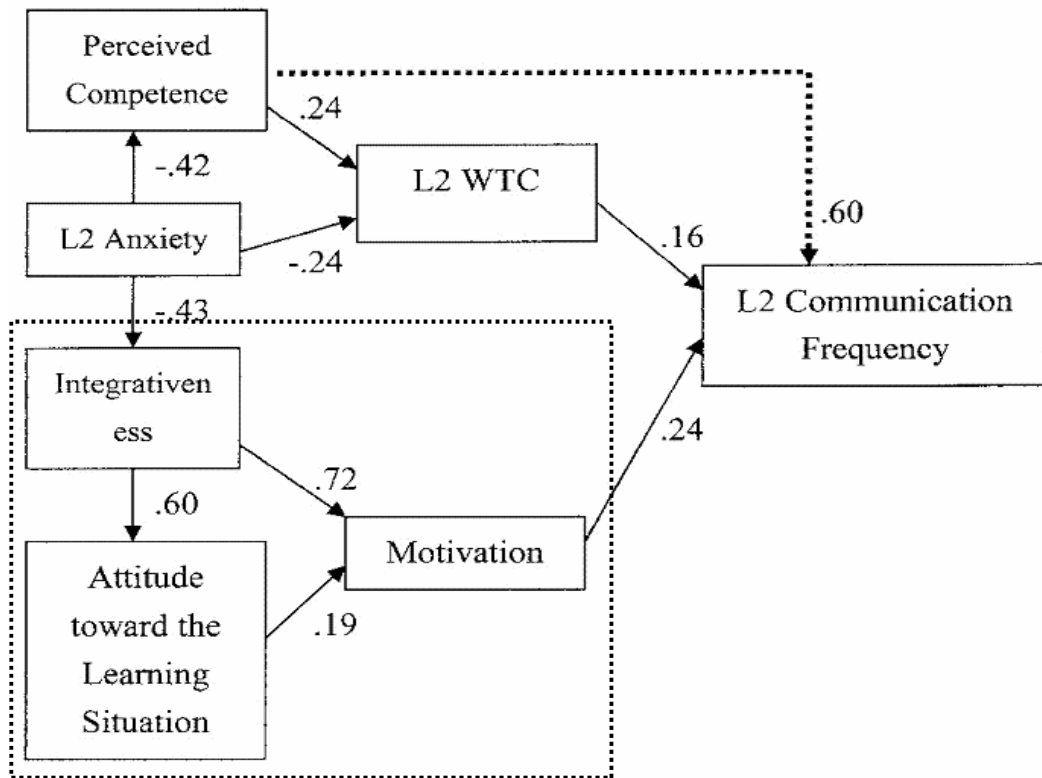 Perceived
Competence
.24
-.42
L2 WTC
L2 Anxiety
-.24
.16
.60
-.43
L2 Communication
Frequency
Integrativen
ess
.24
.72
.60
Motivation
Attitude
toward the
Learning
Situation
.19